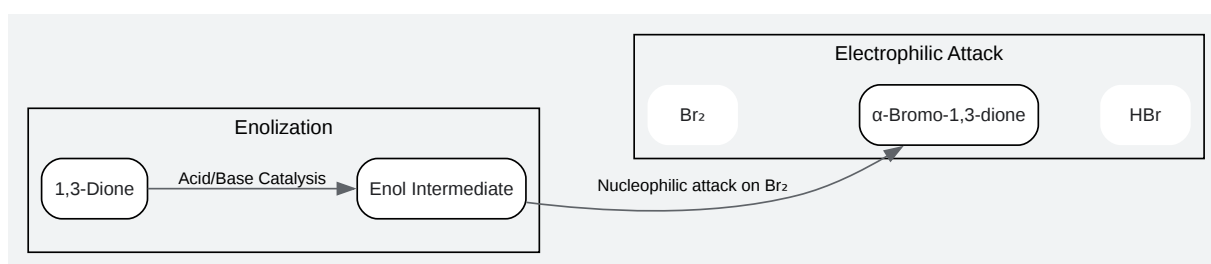 Electrophilic Attack
Br₂
α-Bromo-1,3-dione
HBr
Enolization
1,3-Dione
Acid/Base Catalysis
Enol Intermediate
Nucleophilic attack on Br₂